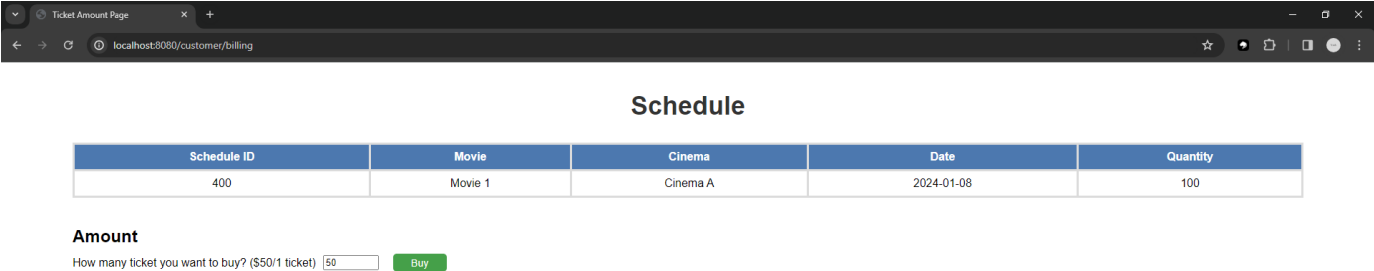 Ticket Amount Page
localhost:8080/customer/billing
Schedule
Schedule ID Movie Cinema Date Quantity
400 Movie 1 Cinema A 2024-01-08 100
Amount
How many ticket you want to buy? ($50/1 ticket) 50 Buy